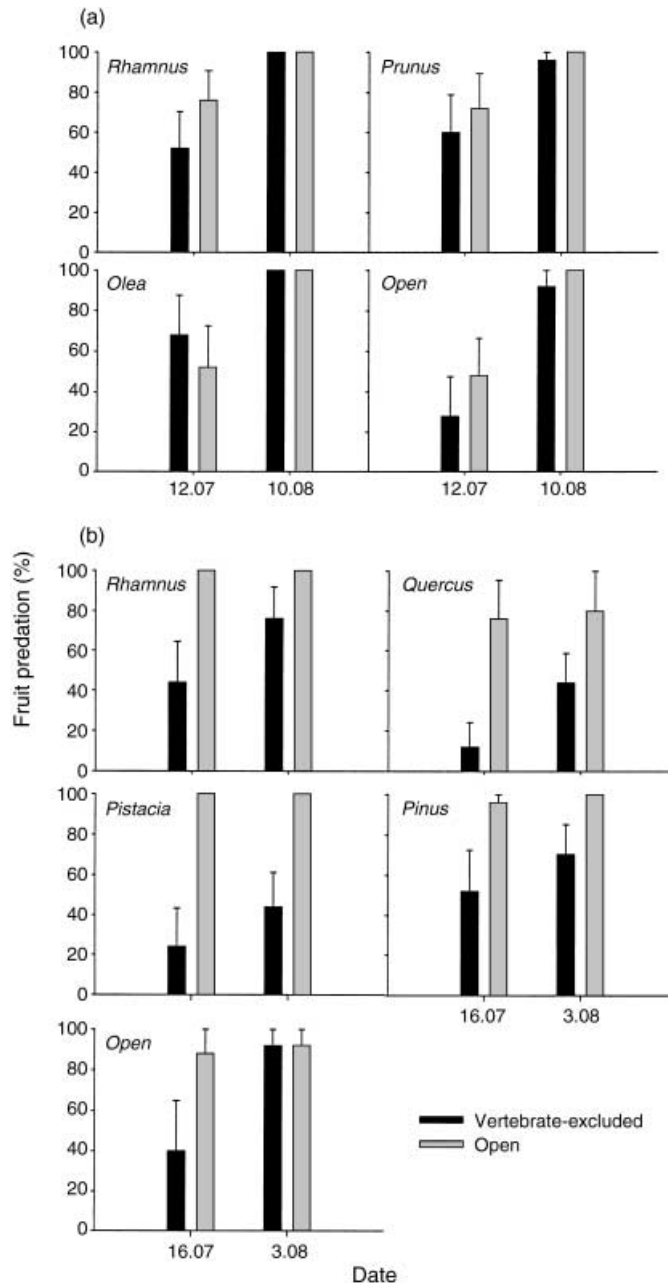 (a)
100 Rhamnus Prunus
80
60
40
20
0
100 Olea Open
80
60
40
20
0
12.07 10.08 12.07 10.08
(b)
Fruit predation (%)
100 Rhamnus Quercus
80
60
40
20
0
100 Pistacia Pinus
80
60
40
20
0
16.07 3.08
100 Open
80
60
40
20
0
16.07 3.08
Vertebrate-excluded
Open
Date